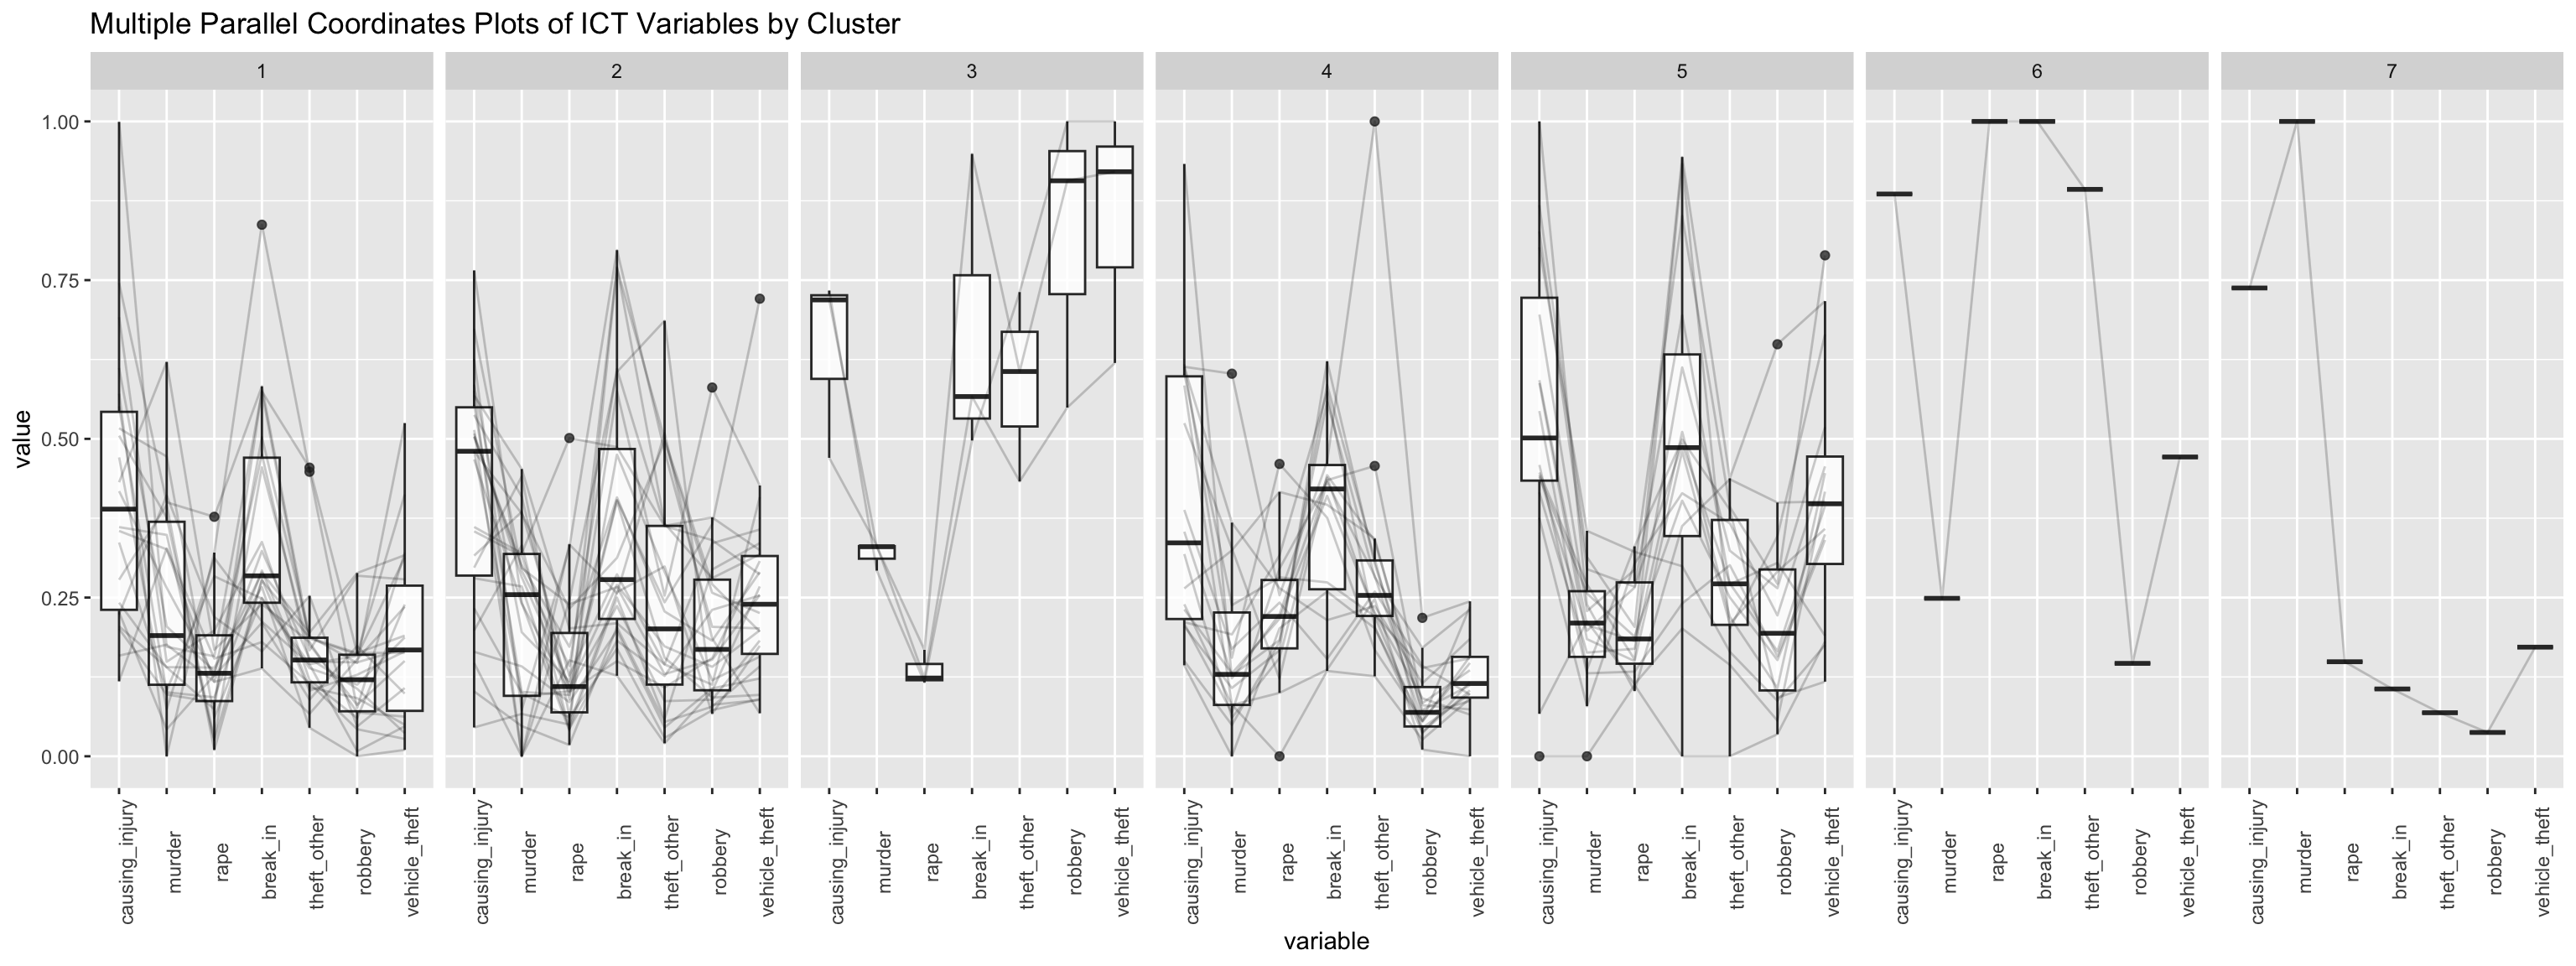 Multiple Parallel Coordinates Plots of ICT Variables by Cluster
1 2 3 4 5 6 7
1.00
0.75
0.50
0.25
0.00
value
causing_injury murder rape break_in theft_other robbery vehicle_theft causing_injury murder rape break_in theft_other robbery vehicle_theft causing_injury murder rape break_in theft_other robbery vehicle_theft causing_injury murder rape break_in theft_other robbery vehicle_theft causing_injury murder rape break_in theft_other robbery vehicle_theft causing_injury murder rape break_in theft_other robbery vehicle_theft causing_injury murder rape break_in theft_other robbery vehicle_theft
variable